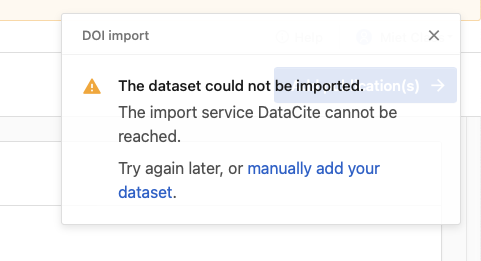 DOI import
The dataset could not be imported.
The import service DataCite cannot be
reached.
Try again later, or manually add your
dataset.